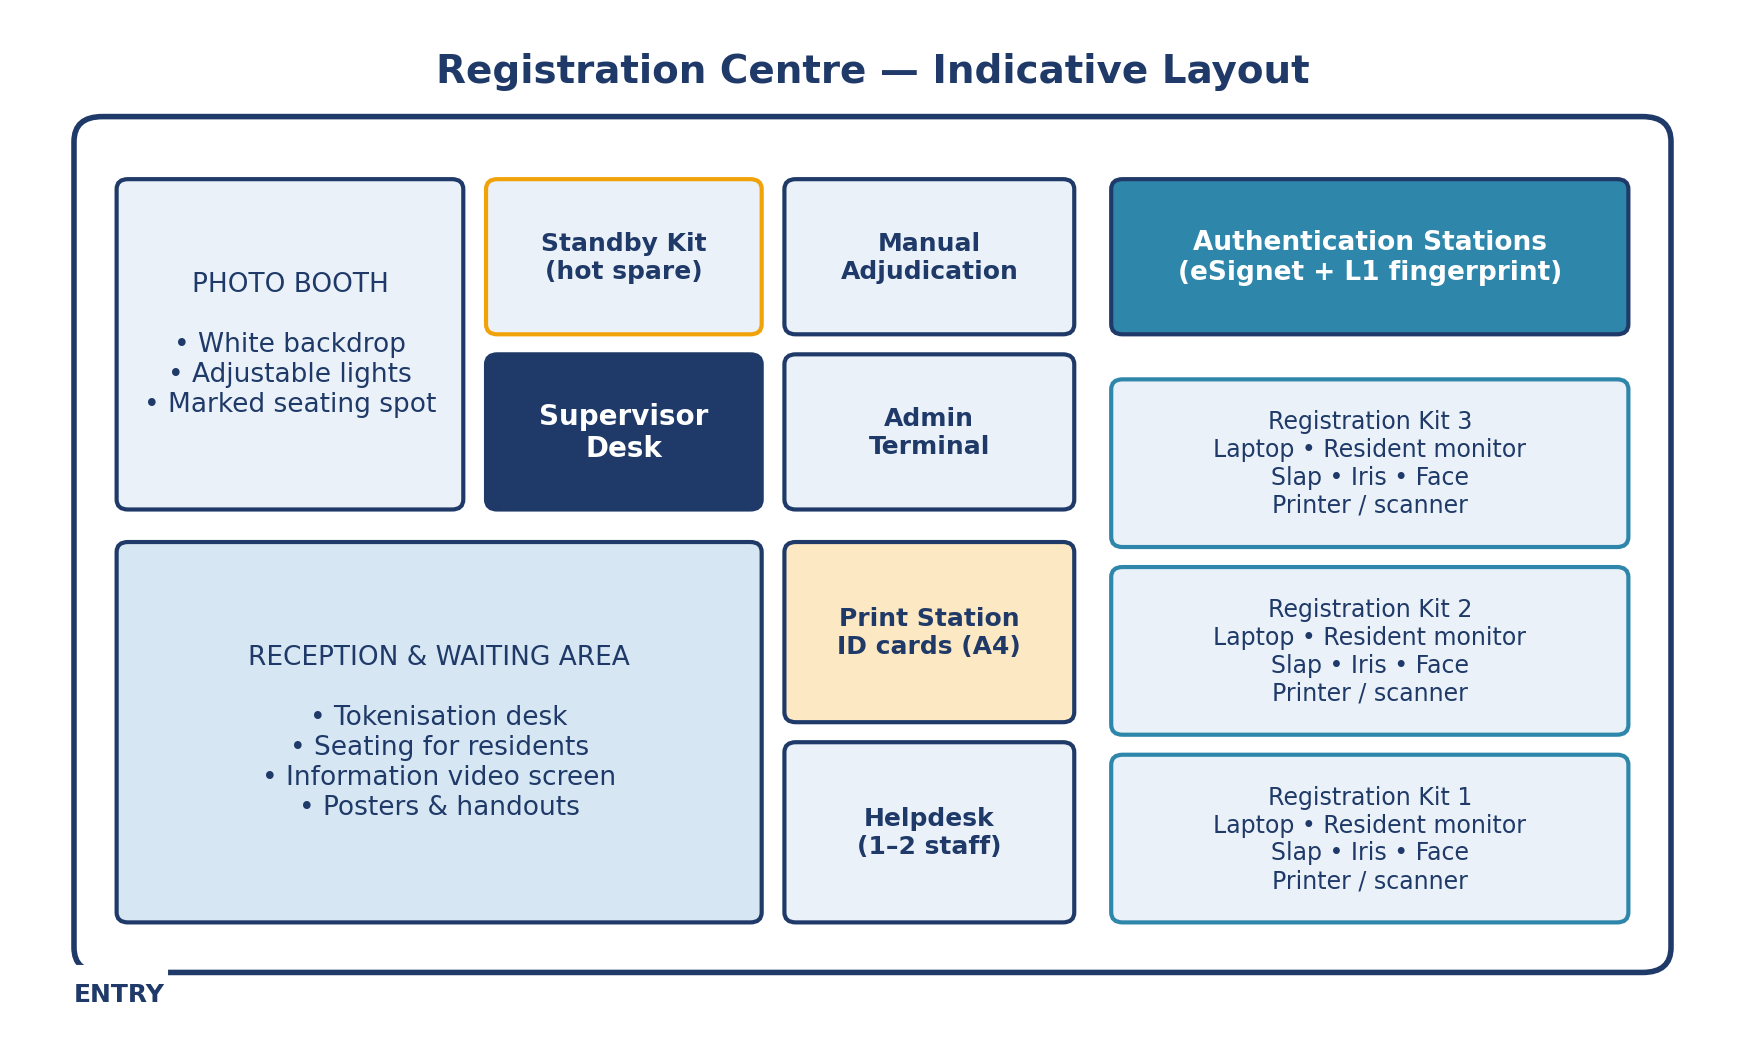 Registration Centre — Indicative Layout
PHOTO BOOTH
• White backdrop
• Adjustable lights
• Marked seating spot
Standby Kit
(hot spare)
Manual
Adjudication
Authentication Stations
(eSignet + L1 fingerprint)
Supervisor
Desk
Admin
Terminal
Registration Kit 3
Laptop • Resident monitor
Slap • Iris • Face
Printer / scanner
RECEPTION & WAITING AREA
• Tokenisation desk
• Seating for residents
• Information video screen
• Posters & handouts
Print Station
ID cards (A4)
Registration Kit 2
Laptop • Resident monitor
Slap • Iris • Face
Printer / scanner
Helpdesk
(1–2 staff)
Registration Kit 1
Laptop • Resident monitor
Slap • Iris • Face
Printer / scanner
ENTRY